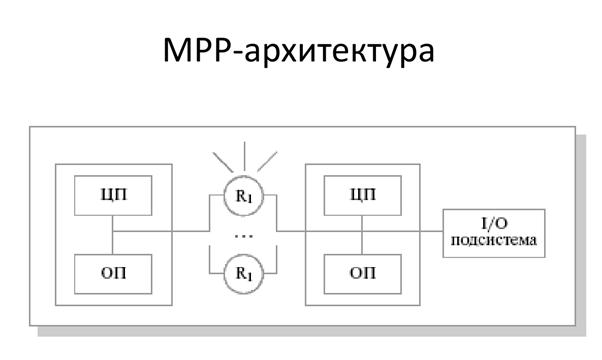 MPP-архитектура
ЦП
R1
ЦП
I/O
подсистема
...
ОП
R1
ОП